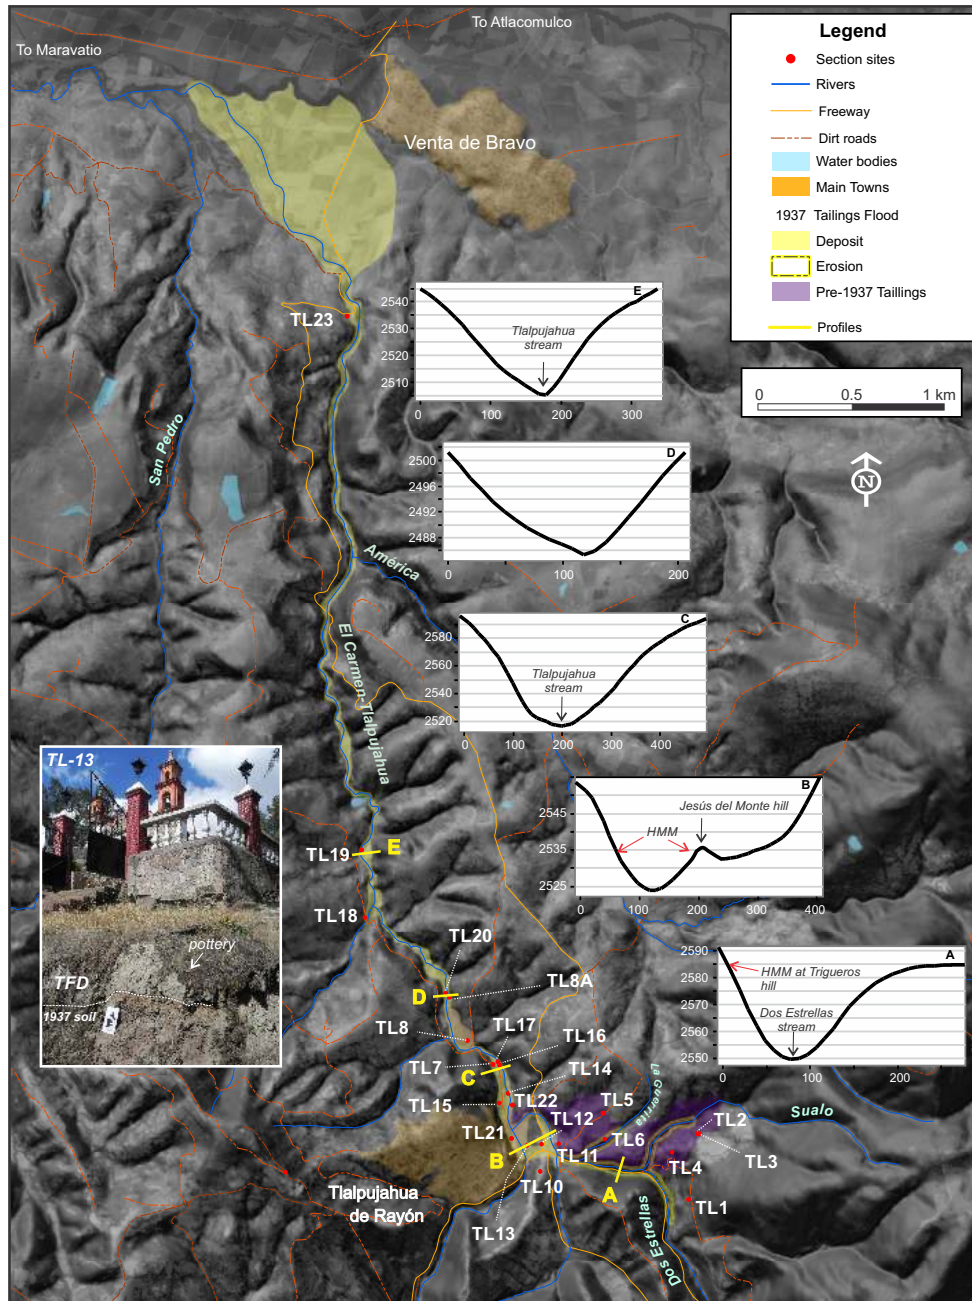 To Atlacomulco
To Maravatio
Venta de Bravo
Legend
Section sites
Rivers
Freeway
Dirt roads
Water bodies
Main Towns
1937 Tailings Flood
Deposit
Erosion
Pre-1937 Taillings
Profiles
0 0.5 1 km
N
TL23
San Pedro
América
El Carmen-Tlalpujahua
E
2540
2530
2520
2510
Tlalpujahua
stream
0 100 200 300
D
2500
2496
2492
2488
0 100 200
C
2580
2560
2540
2520
Tlalpujahua
stream
0 100 200 300 400
B
2545
2535
2525
Jesús del Monte hill
HMM
0 100 200 300 400
A
2590
2580
2570
2560
2550
HMM at Trigueros
hill
Dos Estrellas
stream
0 100 200
TL-13
pottery
TFD
1937 soil
TL19
E
TL18
TL20
D
TL8A
TL8
TL17
TL7
TL16
C
TL14
TL15
TL22
TL5
La Guerrita
TL12
TL2
Sualo
TL21
TL6
B
TL11
TL3
TL4
A
TL10
TL1
TL13
Tlalpujahua
de Rayón
Dos Estrellas